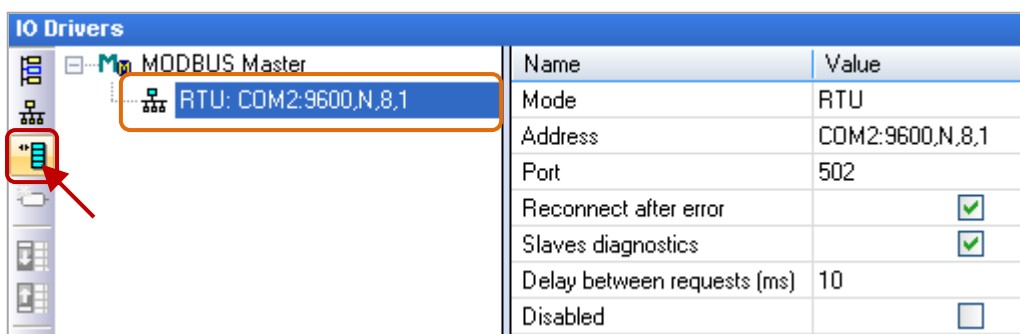 IO Drivers
MODBUS Master
RTU: COM2:9600,N,8,1
Name Value
Mode RTU
Address COM2:9600,N,8,1
Port 502
Reconnect after error
Slaves diagnostics
Delay between requests (ms) 10
Disabled